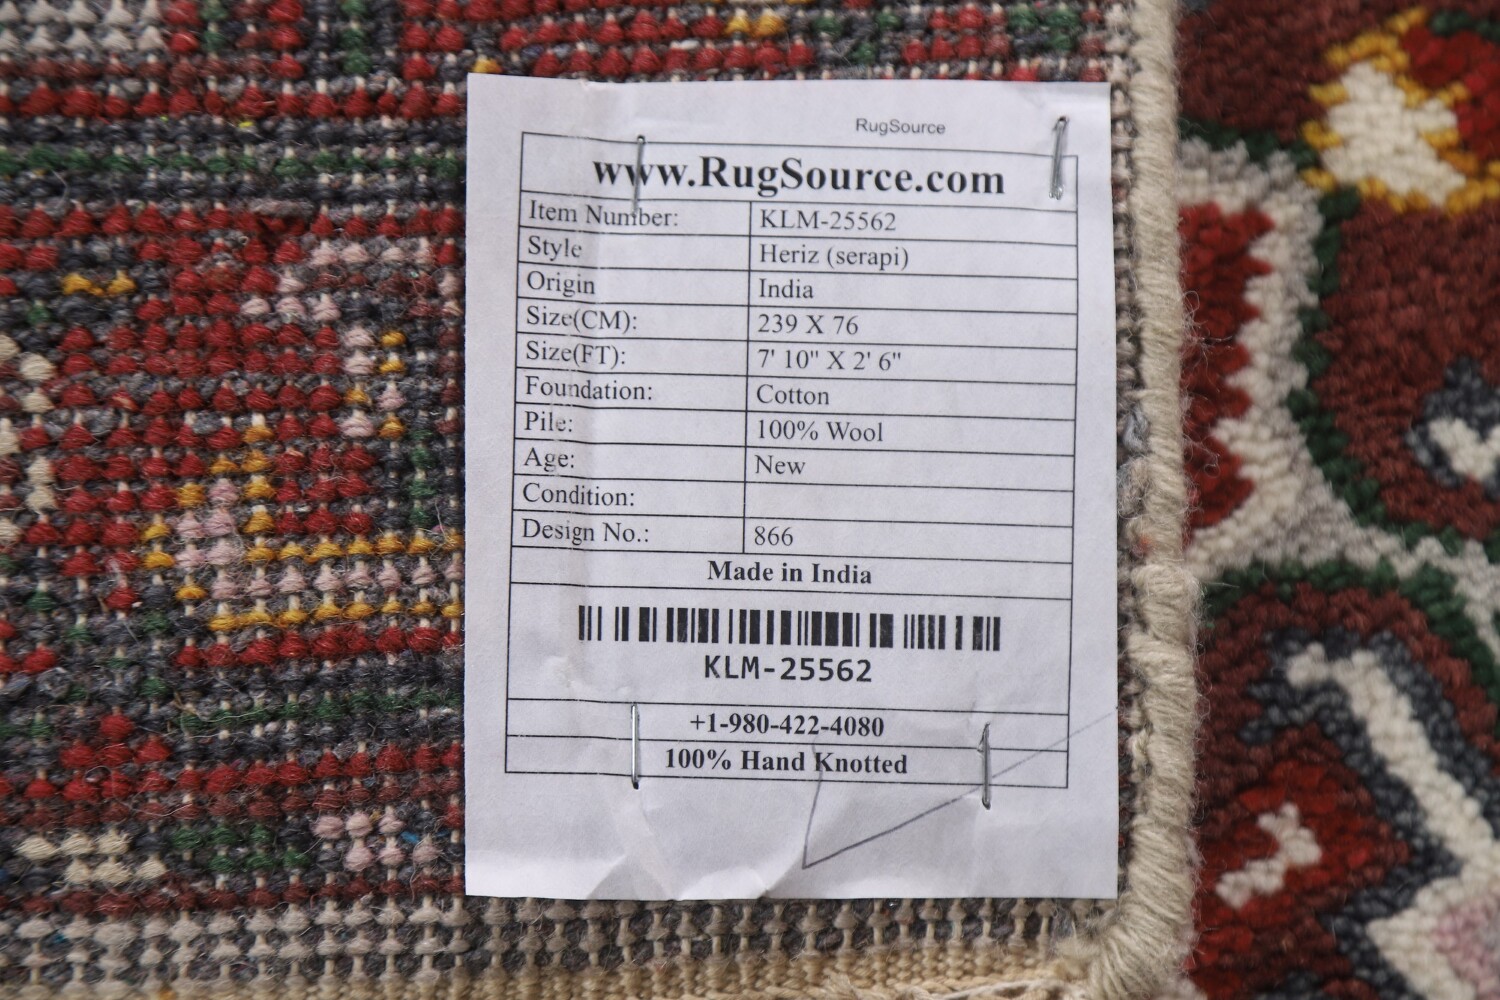 RugSource
www.RugSource.com
Item Number: KLM-25562
Style Heriz (serapi)
Origin India
Size(CM): 239 X 76
Size(FT): 7' 10" X 2' 6"
Foundation: Cotton
Pile: 100% Wool
Age: New
Condition:
Design No.: 866
Made in India
KLM-25562
+1-980-422-4080
100% Hand Knotted